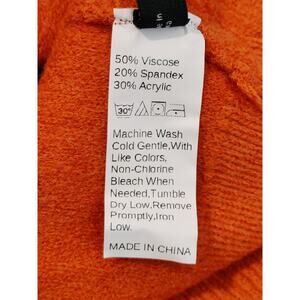 50% Viscose
20% Spandex
30% Acrylic
30°
Machine Wash
Cold Gentle,With
Like Colors,
Non-Chlorine
Bleach When
Needed,Tumble
Dry Low,Remove
Promptly,Iron
Low.
MADE IN CHINA